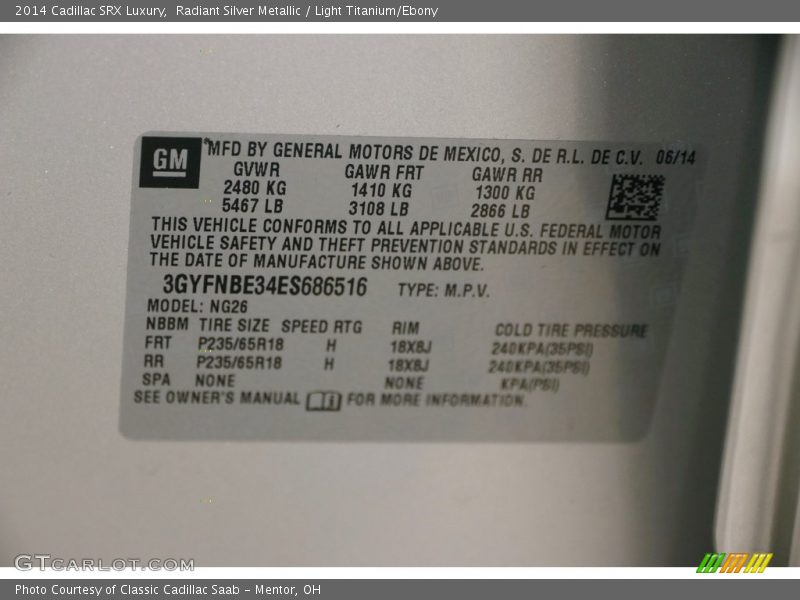 2014 Cadillac SRX Luxury,  Radiant Silver Metallic / Light Titanium/Ebony
GM
MFD BY GENERAL MOTORS DE MEXICO, S. DE R.L. DE C.V. 06/14
GVWR GAWR FRT GAWR RR
2480 KG 1410 KG 1300 KG
5467 LB 3108 LB 2866 LB
THIS VEHICLE CONFORMS TO ALL APPLICABLE U.S. FEDERAL MOTOR
VEHICLE SAFETY AND THEFT PREVENTION STANDARDS IN EFFECT ON
THE DATE OF MANUFACTURE SHOWN ABOVE.
3GYFNBE34ES686516 TYPE: M.P.V.
MODEL: NG26
NBBM TIRE SIZE SPEED RTG RIM COLD TIRE PRESSURE
FRT P235/65R18 H 18X8J 240KPA(35PSI)
RR P235/65R18 H 18X8J 240KPA(35PSI)
SPA NONE NONE KPA(PSI)
SEE OWNER'S MANUAL FOR MORE INFORMATION.
GTCARLOT.COM
Photo Courtesy of Classic Cadillac Saab - Mentor, OH